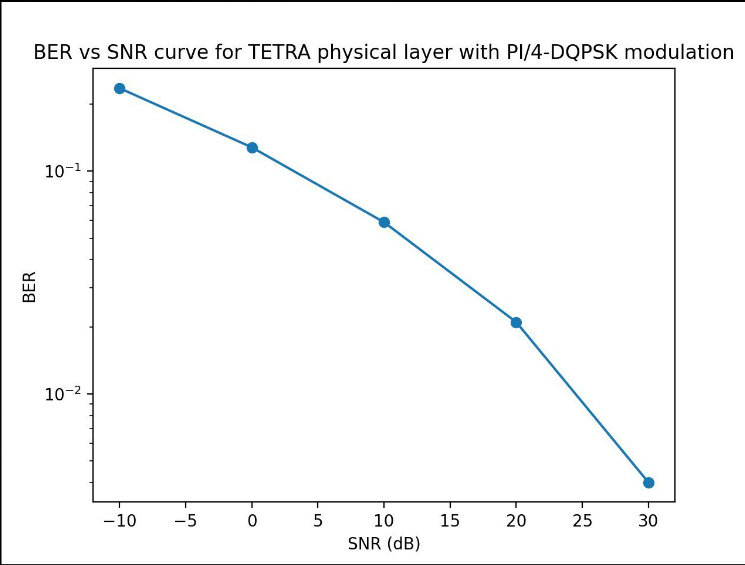 BER vs SNR curve for TETRA physical layer with PI/4-DQPSK modulation
10⁻¹
BER
10⁻²
−10 −5 0 5 10 15 20 25 30
SNR (dB)